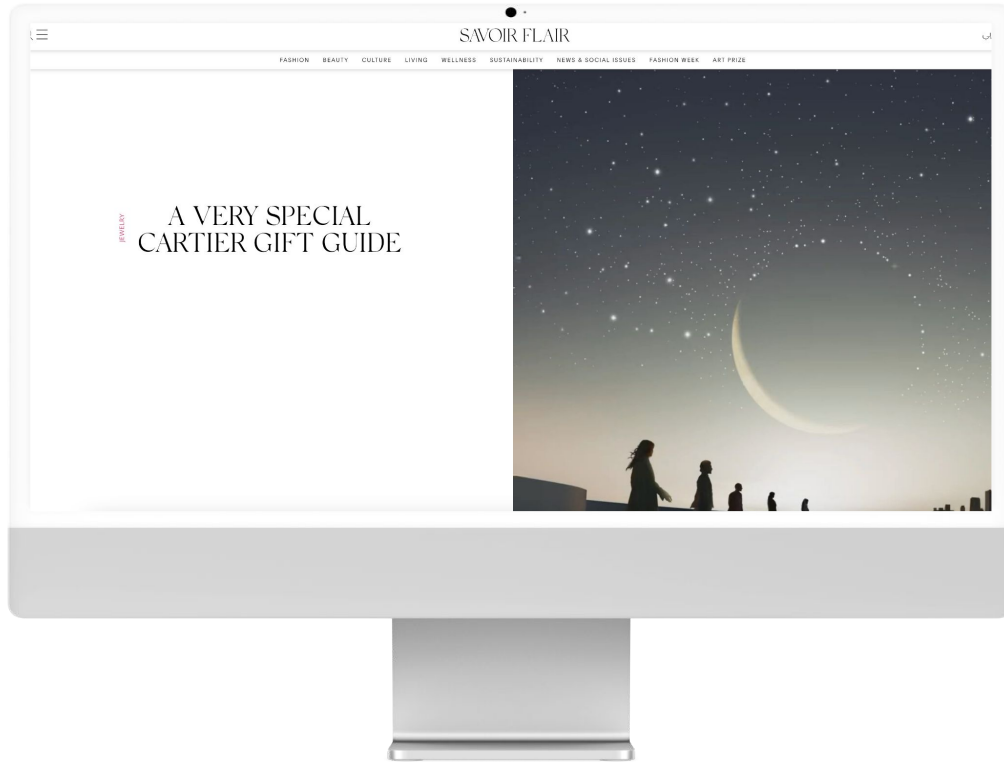 SAVOIR FLAIR
FASHION BEAUTY CULTURE LIVING WELLNESS SUSTAINABILITY NEWS & SOCIAL ISSUES FASHION WEEK ART PRIZE
JEWELRY
A VERY SPECIAL
CARTIER GIFT GUIDE